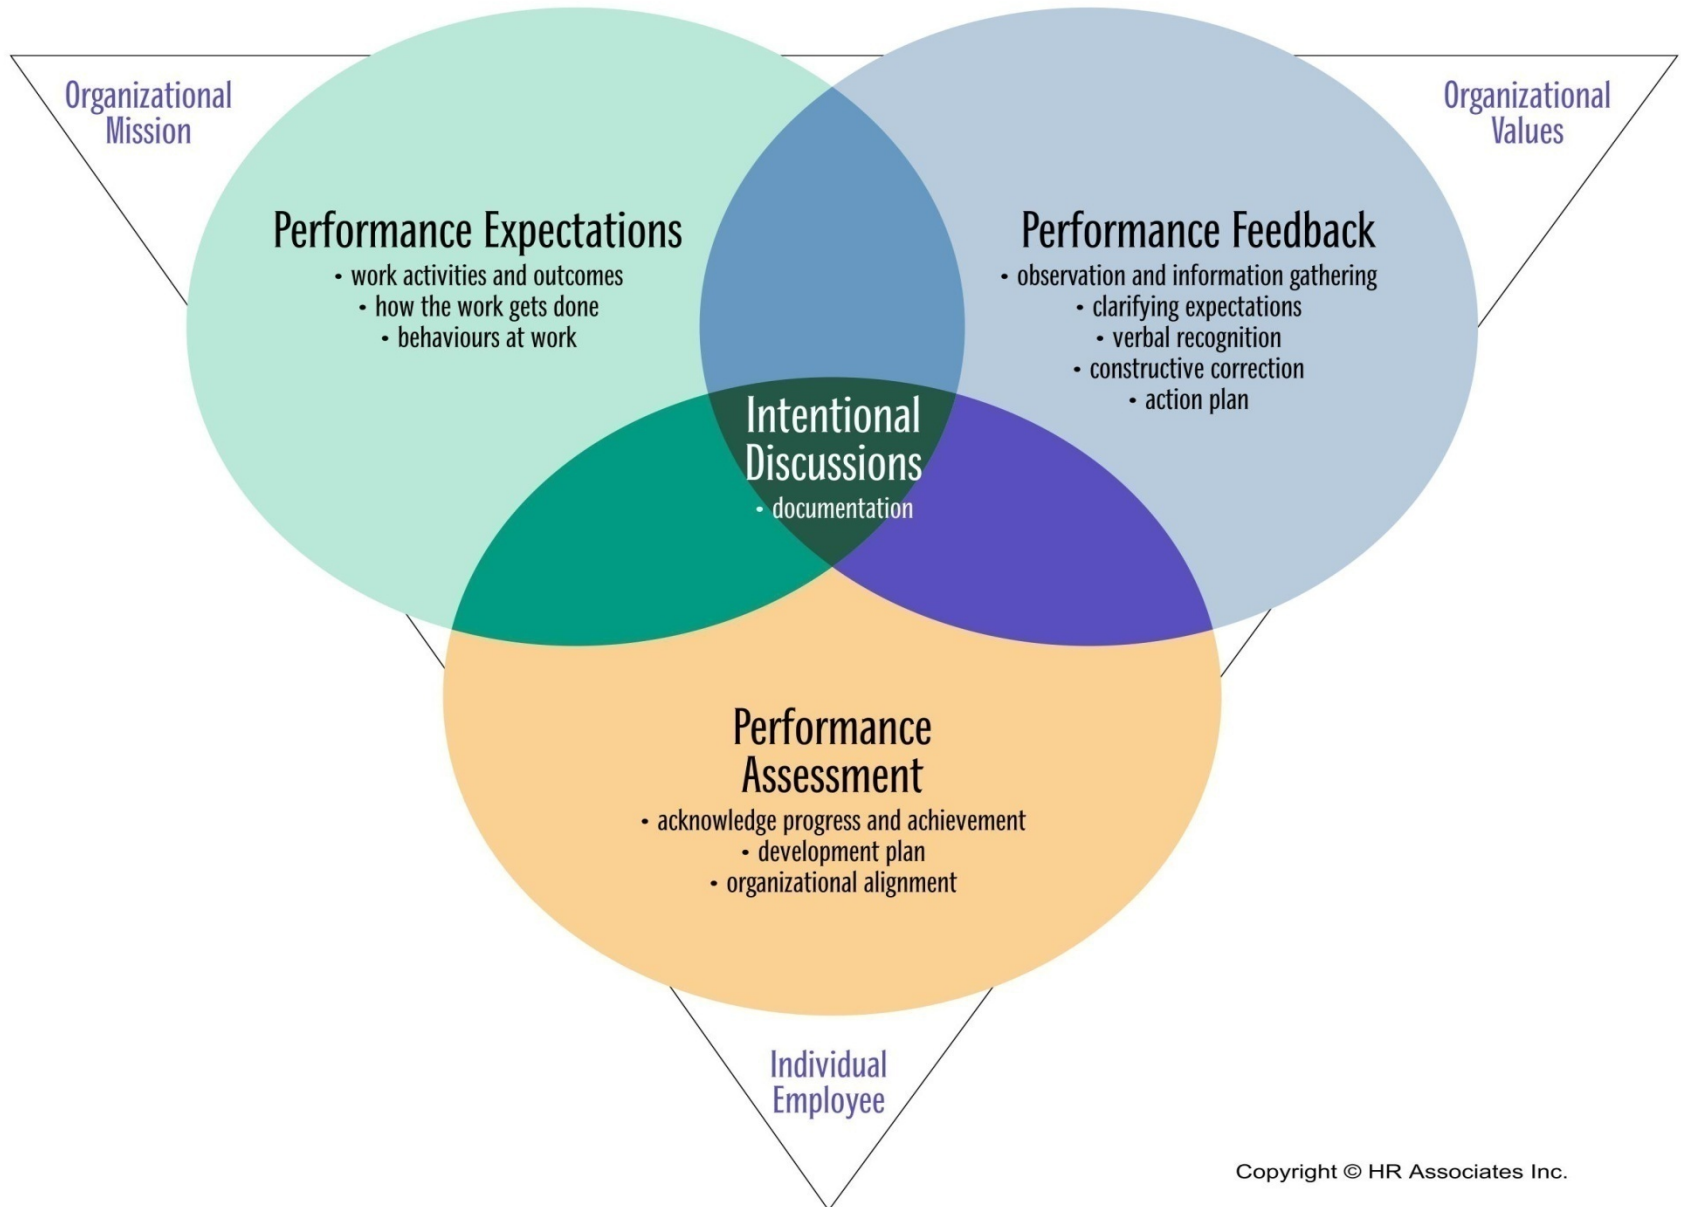 Organizational
Mission
Organizational
Values
Performance Expectations
• work activities and outcomes
• how the work gets done
• behaviours at work
Performance Feedback
• observation and information gathering
• clarifying expectations
• verbal recognition
• constructive correction
• action plan
Intentional
Discussions
• documentation
Performance
Assessment
• acknowledge progress and achievement
• development plan
• organizational alignment
Individual
Employee
Copyright © HR Associates Inc.